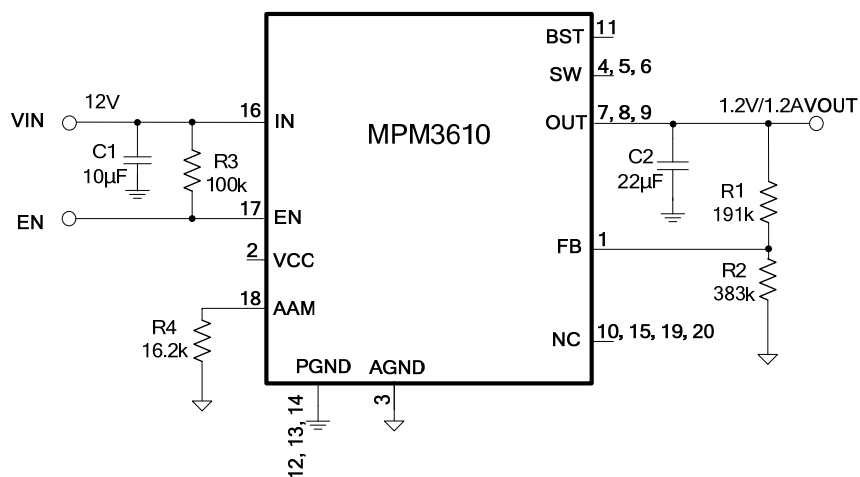 BST
11
SW
4, 5, 6
12V
1.2V/1.2AVOUT
VIN
16
IN
MPM3610
OUT
7, 8, 9
C1
10µF
R3
100k
C2
22µF
R1
191k
EN
17
EN
FB
1
2
VCC
R2
383k
18
AAM
R4
16.2k
NC
10, 15, 19, 20
PGND
AGND
12, 13, 14
3